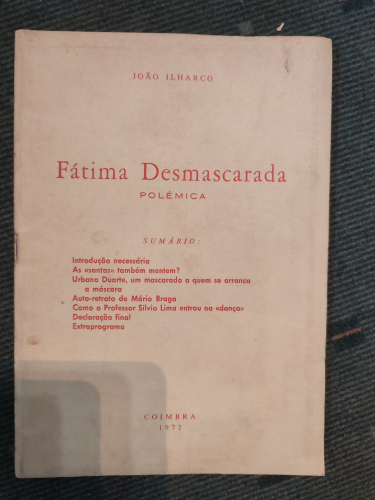 JOÃO ILHARCO
Fátima Desmascarada
POLÉMICA
SUMÁRIO:
Introdução necessária
As «santas» também mentem?
Urbano Duarte, um mascarado a quem se arranca
a máscara
Auto-retrato de Mário Braga
Como o Professor Sílvio Lima entrou na «dança»
Declaração final
Extraprograma
COIMBRA
1972